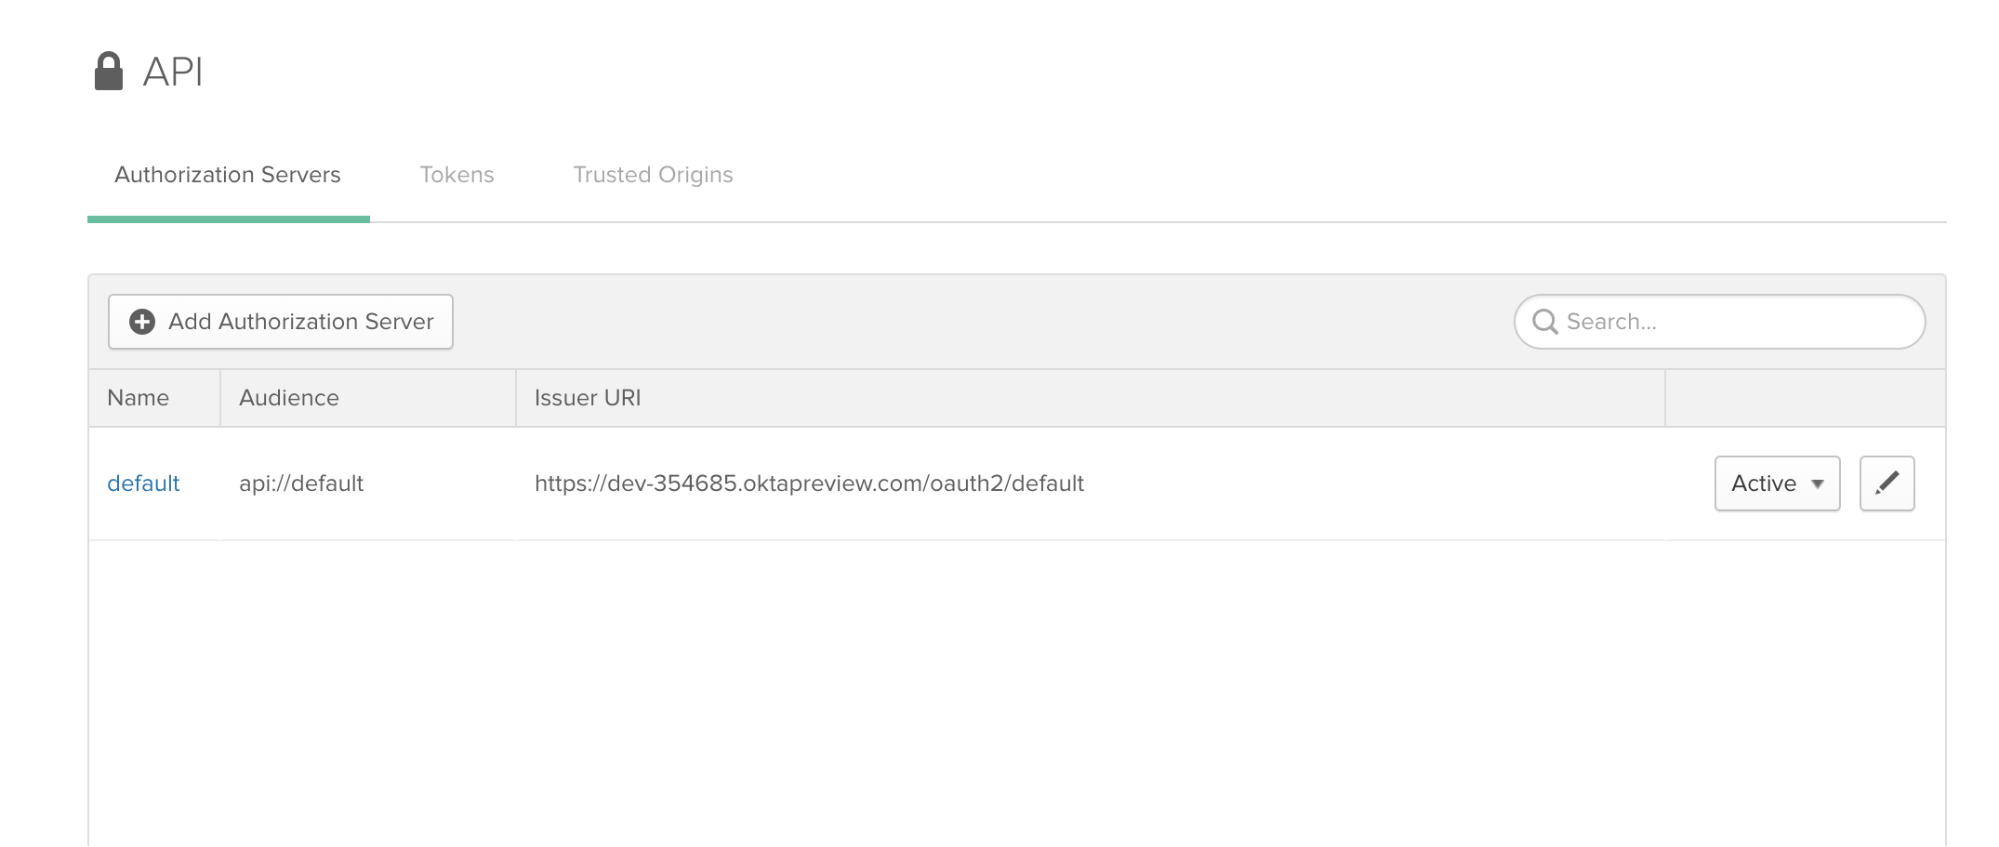 API
Authorization Servers Tokens Trusted Origins
Add Authorization Server Search...
Name Audience Issuer URI
default api://default https://dev-354685.oktapreview.com/oauth2/default Active